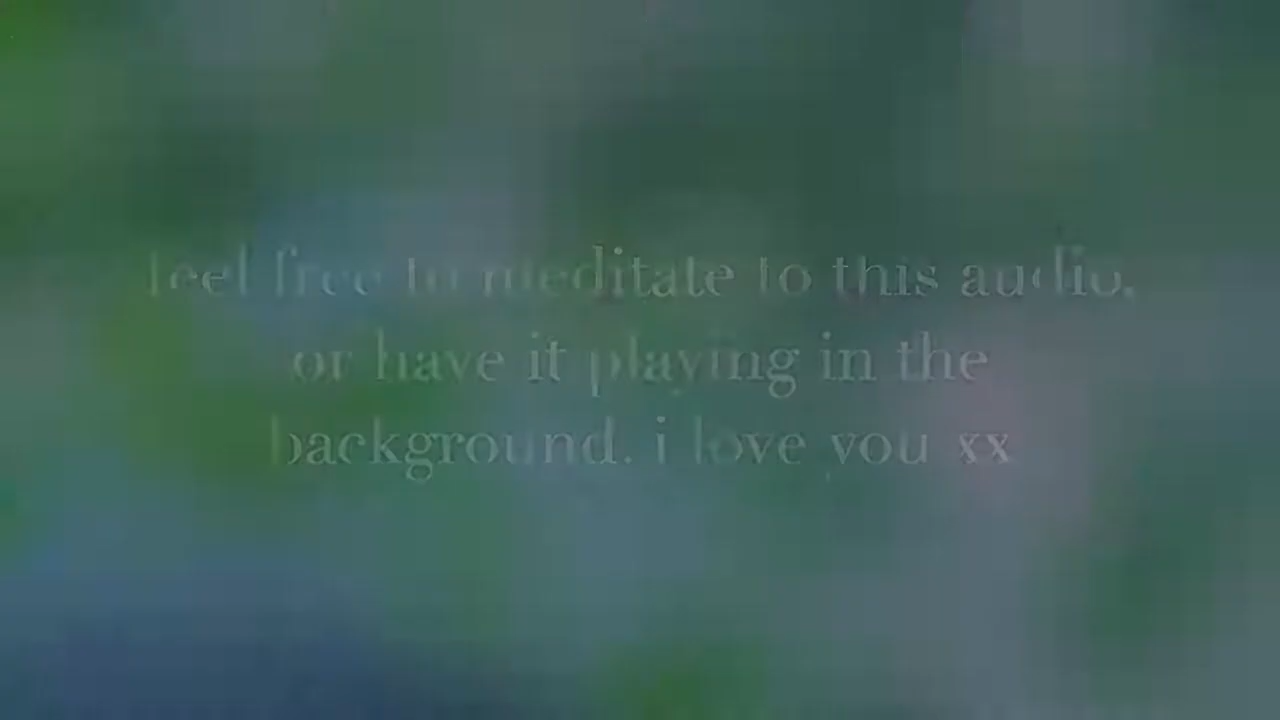 feel free to meditate to this audio,
or have it playing in the
background. i love you xx